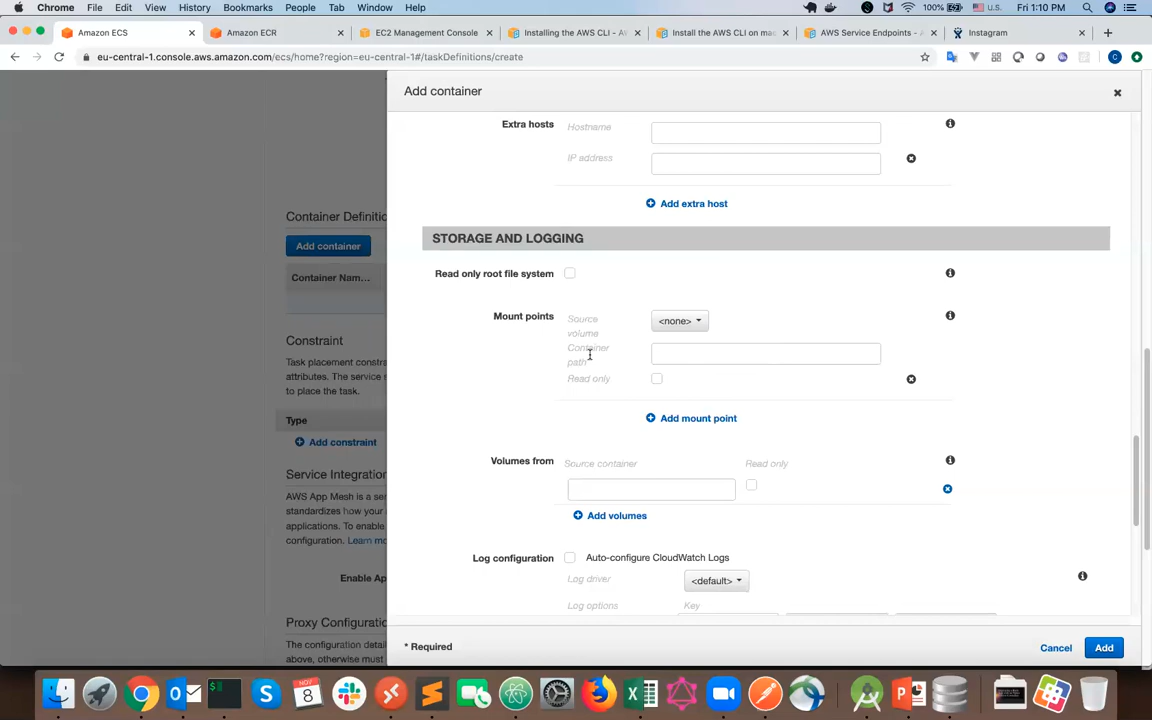 Chrome File Edit View History Bookmarks People Tab Window Help 100% U.S. Fri 1:10 PM
Amazon ECS Amazon ECR EC2 Management Console Installing the AWS CLI - A Install the AWS CLI on mac AWS Service Endpoints - A Instagram
eu-central-1.console.aws.amazon.com/ecs/home?region=eu-central-1#/taskDefinitions/create
Add container
Extra hosts
Hostname
IP address
Add extra host
STORAGE AND LOGGING
Read only root file system
Mount points
Source
volume
<none>
Container
path
Read only
Add mount point
Volumes from
Source container Read only
Add volumes
Log configuration
Auto-configure CloudWatch Logs
Log driver
<default>
Log options Key
* Required
Cancel Add
Container Definitio
Add container
Container Nam...
Constraint
Task placement constra
attributes. The service s
to place the task.
Type
Add constraint
Service Integration
AWS App Mesh is a ser
standardizes how your
applications. To enable
configuration. Learn mo
Enable Ap
Proxy Configuratio
The configuration detail
above, otherwise must
NOV
8